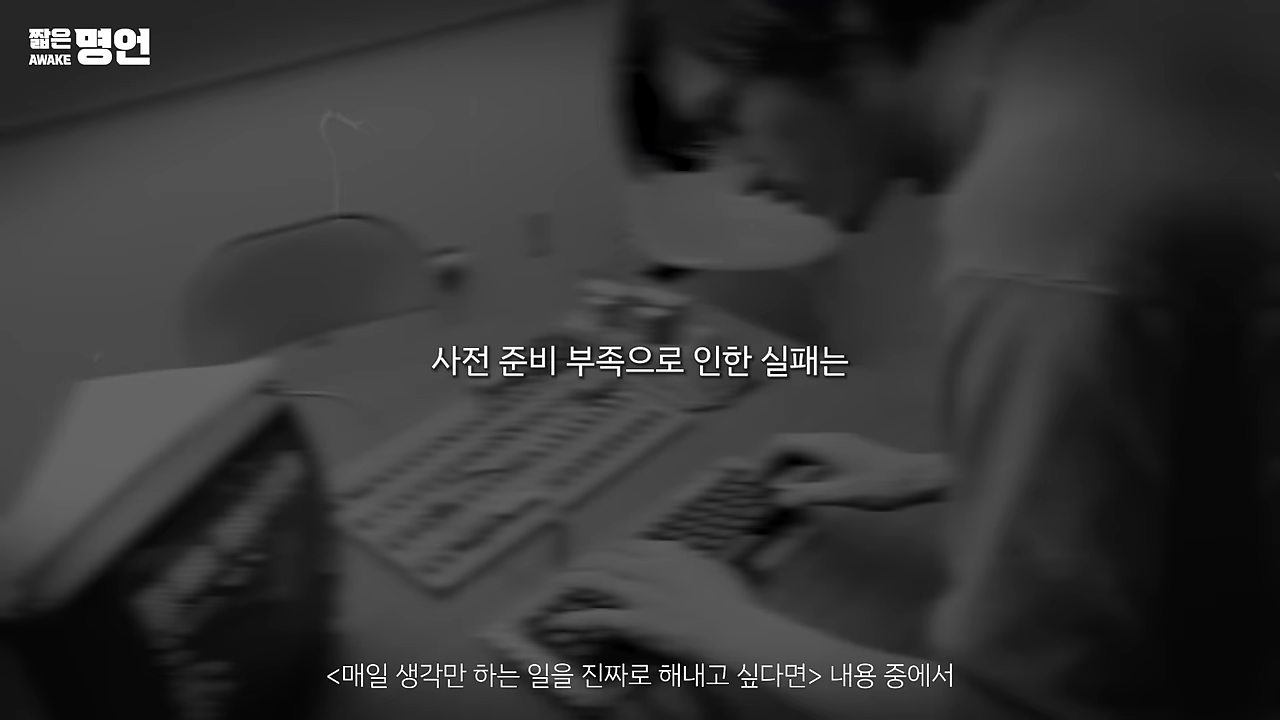 짧은 명언
AWAKE
사전 준비 부족으로 인한 실패는
<매일 생각만 하는 일을 진짜로 해내고 싶다면> 내용 중에서